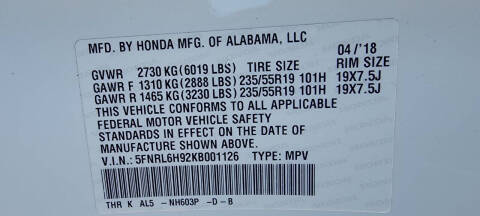 MFD. BY HONDA MFG. OF ALABAMA, LLC 04/'18
GVWR 2730 KG(6019 LBS) TIRE SIZE RIM SIZE
GAWR F 1310 KG(2888 LBS)235/55R19 101H 19X7.5J
GAWR R 1465 KG(3230 LBS)235/55R19 101H 19X7.5J
THIS VEHICLE CONFORMS TO ALL APPLICABLE
FEDERAL MOTOR VEHICLE SAFETY
STANDARDS IN EFFECT ON THE DATE OF
MANUFACTURE SHOWN ABOVE.
V.I.N.: 5FNRL6H92KB001126 TYPE: MPV
THR K AL5 -NH603P -D-B